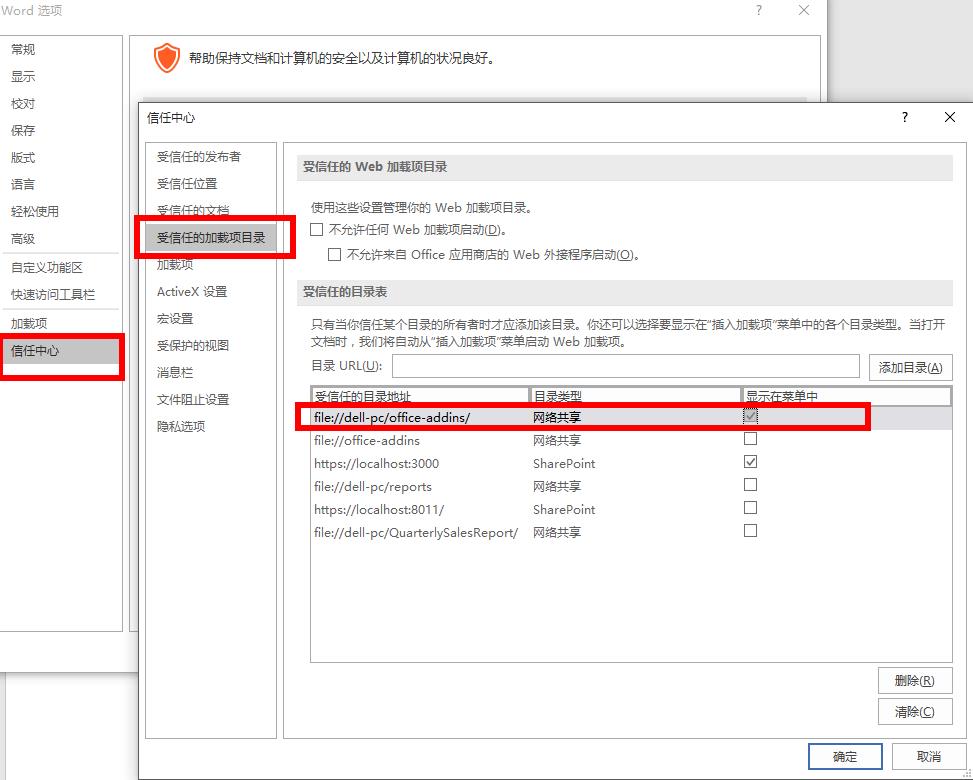 Word 选项
常规
显示
校对
保存
版式
语言
轻松使用
高级
自定义功能区
快速访问工具栏
加载项
信任中心
帮助保持文档和计算机的安全以及计算机的状况良好。
信任中心
受信任的发布者
受信任位置
受信任的文档
受信任的加载项目录
加载项
ActiveX 设置
宏设置
受保护的视图
消息栏
文件阻止设置
隐私选项
受信任的 Web 加载项目录
使用这些设置管理你的 Web 加载项目录。
不允许任何 Web 加载项启动(D)。
不允许来自 Office 应用商店的 Web 外接程序启动(O)。
受信任的目录表
只有当你信任某个目录的所有者时才应添加该目录。你还可以选择要显示在“插入加载项”菜单中的各个目录类型。当打开
文档时，我们将自动从“插入加载项”菜单启动 Web 加载项。
目录 URL(U): 添加目录(A)
受信任的目录地址 目录类型 显示在菜单中
file://dell-pc/office-addins/ 网络共享
file://office-addins 网络共享
https://localhost:3000 SharePoint
file://dell-pc/reports 网络共享
https://localhost:8011/ SharePoint
file://dell-pc/QuarterlySalesReport/ 网络共享
删除(R)
清除(C)
确定 取消